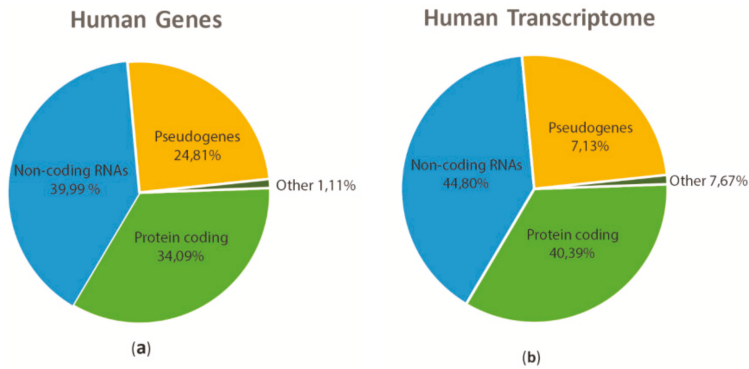 Human Genes
Pseudogenes
24,81%
Non-coding RNAs
39,99 %
Other 1,11%
Protein coding
34,09%
(a)
Human Transcriptome
Pseudogenes
7,13%
Non-coding RNAs
44,80%
Other 7,67%
Protein coding
40,39%
(b)